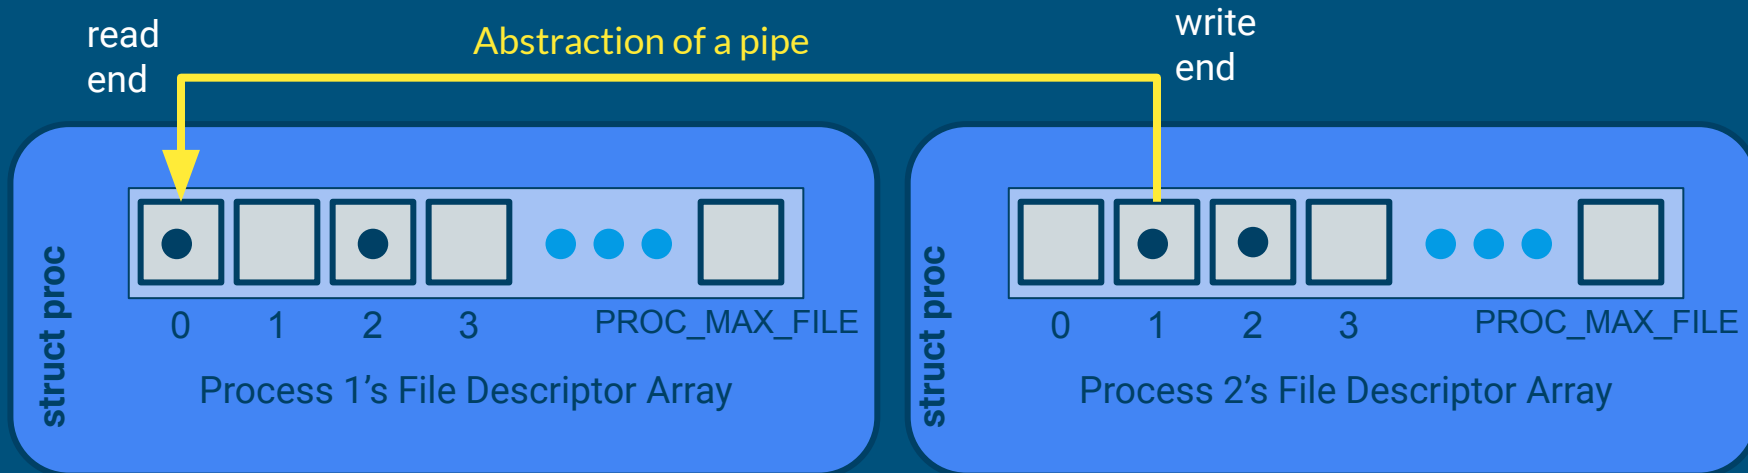 read
end
Abstraction of a pipe
write
end
struct proc
0 1 2 3 PROC_MAX_FILE
Process 1’s File Descriptor Array
struct proc
0 1 2 3 PROC_MAX_FILE
Process 2’s File Descriptor Array